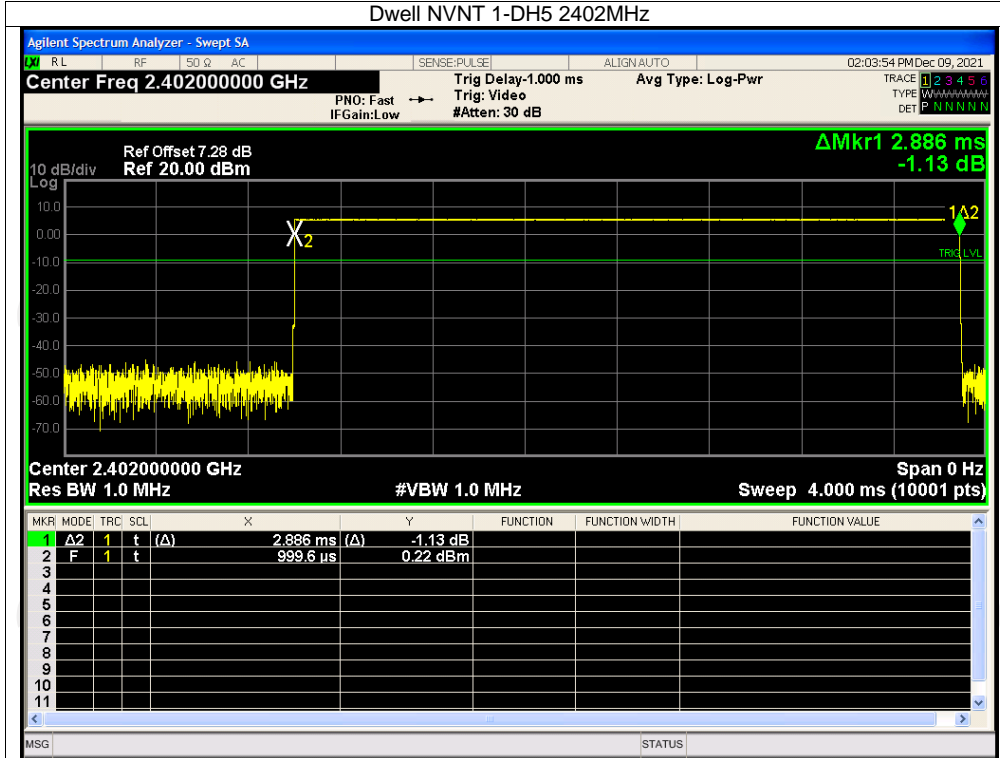 Dwell NVNT 1-DH5 2402MHz
Agilent Spectrum Analyzer - Swept SA
LXI RL RF 50 Ω AC SENSE:PULSE ALIGNAUTO 02:03:54 PM Dec 09, 2021
Center Freq 2.402000000 GHz
PNO: Fast
IFGain:Low
Trig Delay-1.000 ms
Trig: Video
#Atten: 30 dB
Avg Type: Log-Pwr
TRACE 1 2 3 4 5 6
TYPE WWWWWWW
DET P N N N N N
ΔMkr1 2.886 ms
-1.13 dB
Ref Offset 7.28 dB
10 dB/div Ref 20.00 dBm
Log
10.0
0.00
-10.0
-20.0
-30.0
-40.0
-50.0
-60.0
-70.0
2
1Δ2
TRIG LVL
Center 2.402000000 GHz Span 0 Hz
Res BW 1.0 MHz #VBW 1.0 MHz Sweep 4.000 ms (10001 pts)
MKR MODE TRC SCL X Y FUNCTION FUNCTION WIDTH FUNCTION VALUE
1 Δ2 1 t (Δ) 2.886 ms (Δ) -1.13 dB
2 F 1 t 999.6 µs 0.22 dBm
3
4
5
6
7
8
9
10
11
MSG STATUS